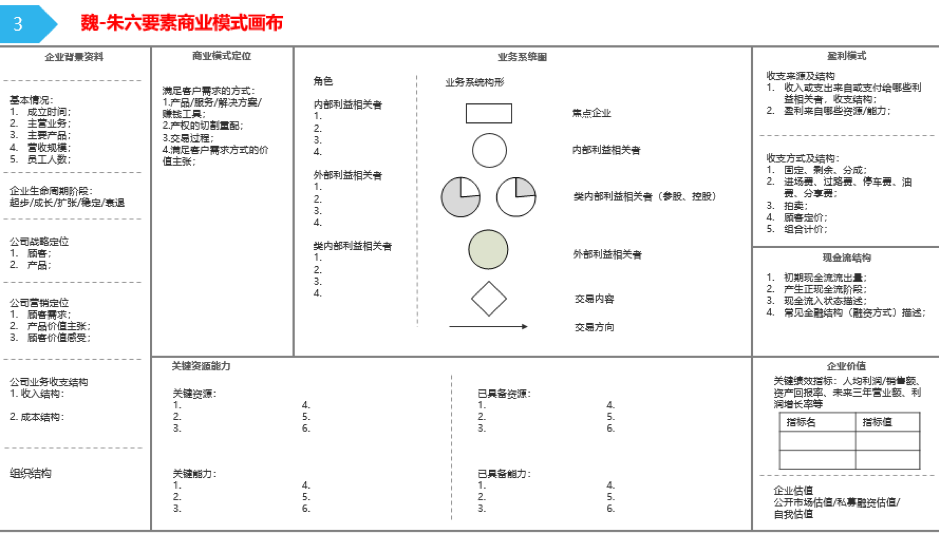 3
魏-朱六要素商业模式画布
企业背景资料
基本情况：
1. 成立时间；
2. 主营业务；
3. 主要产品；
4. 营收规模；
5. 员工人数；
企业生命周期阶段：
起步/成长/扩张/稳定/衰退
公司战略定位
1. 顾客；
2. 产品；
公司营销定位
1. 顾客需求；
2. 产品价值主张；
3. 顾客价值感受；
公司业务收支结构
1. 收入结构：
2. 成本结构：
组织结构
商业模式定位
满足客户需求的方式：
1.产品/服务/解决方案/
赚钱工具；
2.产权的切割重配；
3.交易过程；
4.满足客户需求方式的价
值主张；
业务系统图
角色
内部利益相关者
1.
2.
3.
4.
外部利益相关者
1.
2.
3.
4.
类内部利益相关者
1.
2.
3.
4.
业务系统构形
焦点企业
内部利益相关者
类内部利益相关者（参股、控股）
外部利益相关者
交易内容
交易方向
盈利模式
收支来源及结构
1. 收入或支出来自或支付给哪些利
益相关者，收支结构；
2. 盈利来自哪些资源/能力；
收支方式及结构：
1. 固定、剩余、分成；
2. 进场费、过路费、停车费、油
费、分享费；
3. 拍卖；
4. 顾客定价；
5. 组合计价；
现金流结构
1. 初期现金流流出量；
2. 产生正现金流阶段；
3. 现金流入状态描述；
4. 常见金融结构（融资方式）描述；
关键资源能力
关键资源：
1. 4.
2. 5.
3. 6.
已具备资源：
1. 4.
2. 5.
3. 6.
关键能力：
1. 4.
2. 5.
3. 6.
已具备能力：
1. 4.
2. 5.
3. 6.
企业价值
关键绩效指标：人均利润/销售额、
资产回报率、未来三年营业额、利
润增长率等
指标名 指标值
企业估值
公开市场估值/私募融资估值/
自我估值